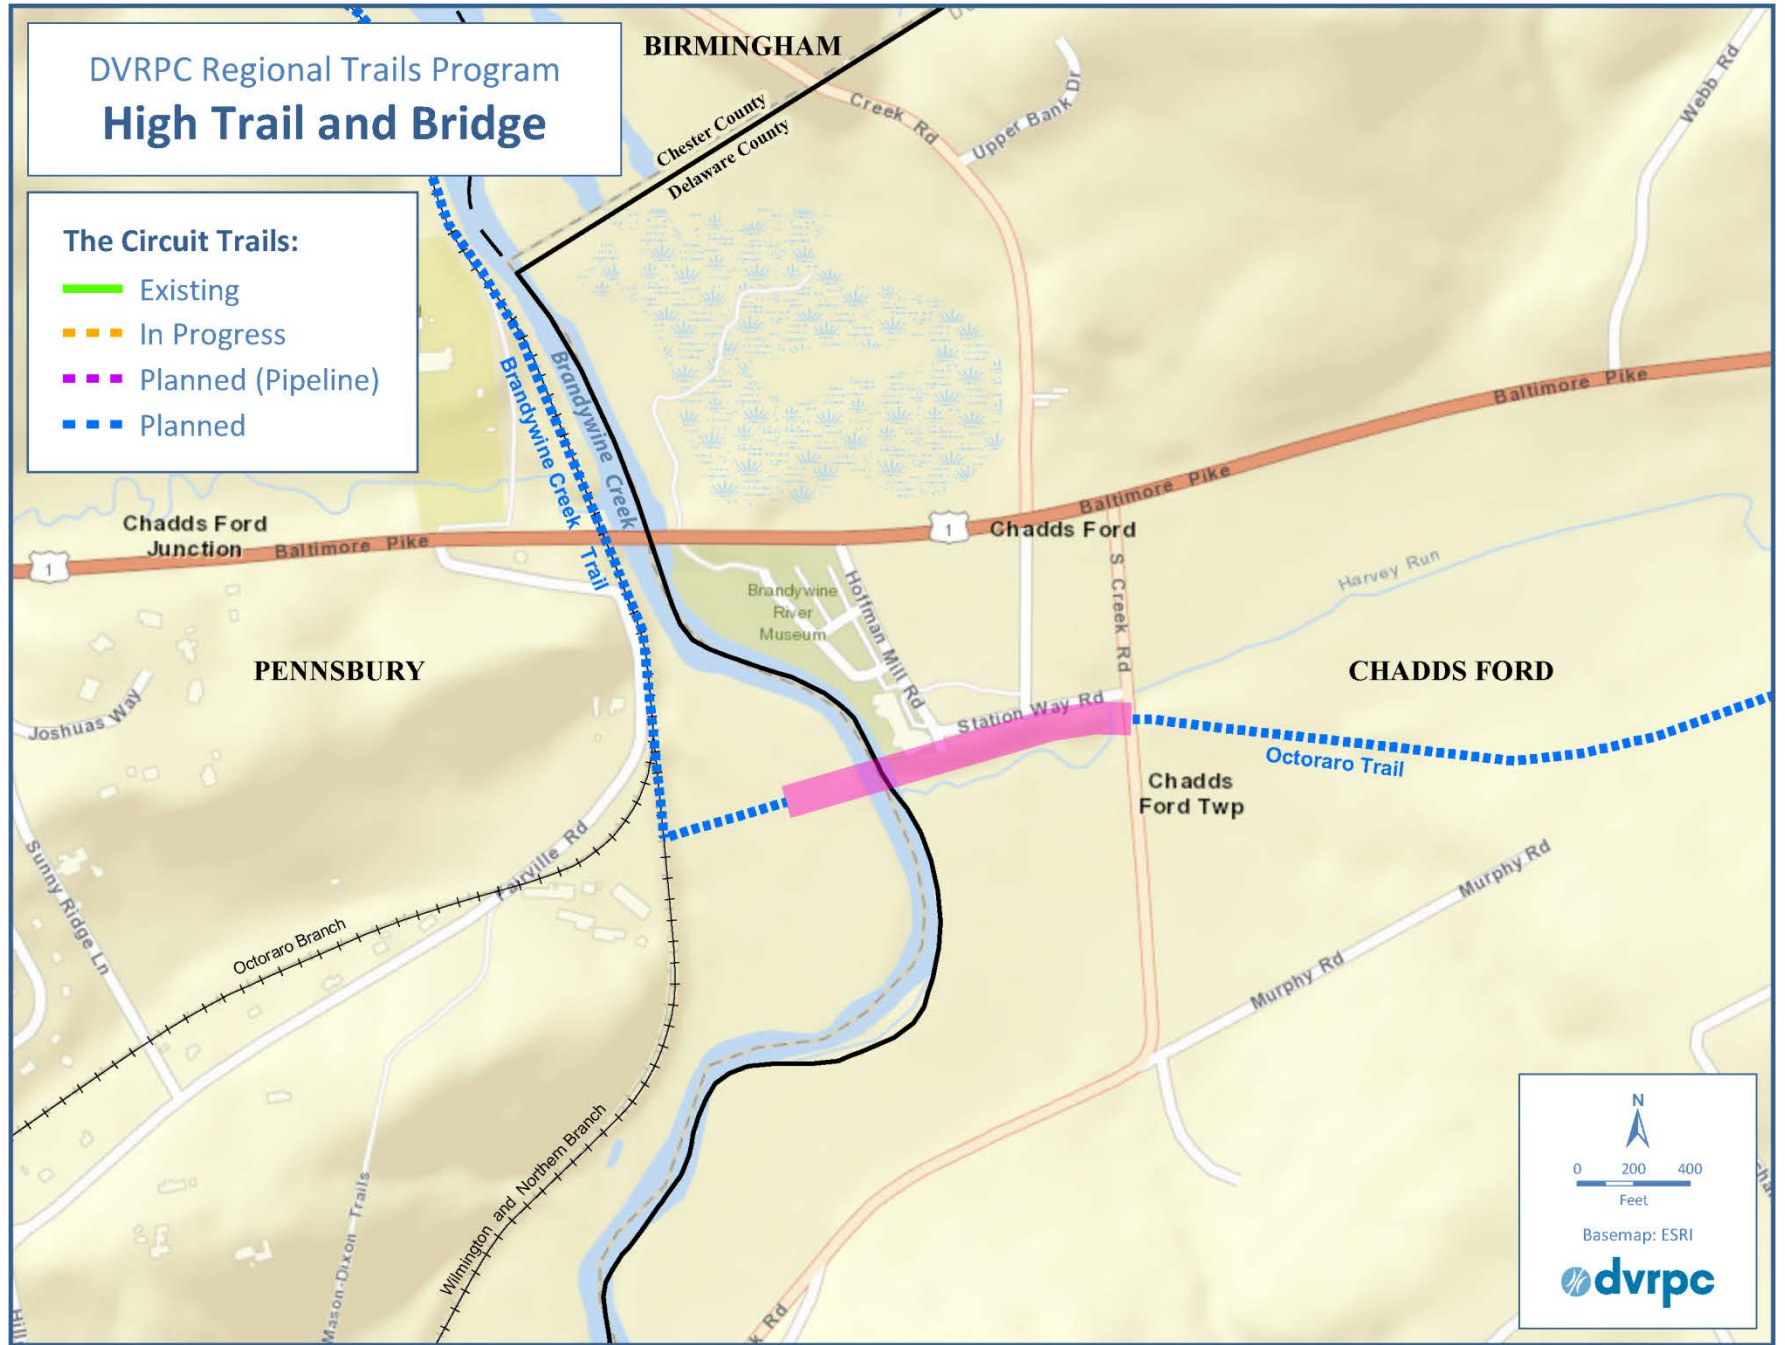 DVRPC Regional Trails Program
High Trail and Bridge
The Circuit Trails:
Existing
In Progress
Planned (Pipeline)
Planned
BIRMINGHAM
Chester County
Delaware County
Creek Rd
Upper Bank Dr
Webb Rd
Brandywine Creek
Brandywine Creek Trail
Baltimore Pike
Baltimore Pike
Chadds Ford
Junction
Baltimore Pike
1
1
Chadds Ford
S Creek Rd
Harvey Run
Brandywine
River
Museum
Hoffman Mill Rd
PENNSBURY
CHADDS FORD
Joshuas Way
Station Way Rd
Octoraro Trail
Chadds
Ford Twp
Fairville Rd
Sunny Ridge Ln
Octoraro Branch
Murphy Rd
Murphy Rd
Wilmington and Northern Branch
Mason-Dixon Trails
Hill
k Rd
N
0 200 400
Feet
Basemap: ESRI
dvrpc